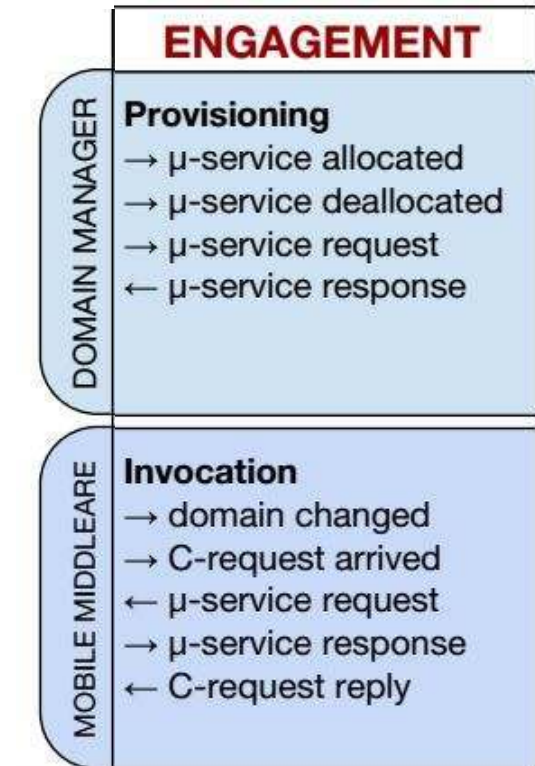 ENGAGEMENT
DOMAIN MANAGER
Provisioning
→ μ-service allocated
→ μ-service deallocated
→ μ-service request
← μ-service response
MOBILE MIDDLEARE
Invocation
→ domain changed
→ C-request arrived
← μ-service request
→ μ-service response
← C-request reply